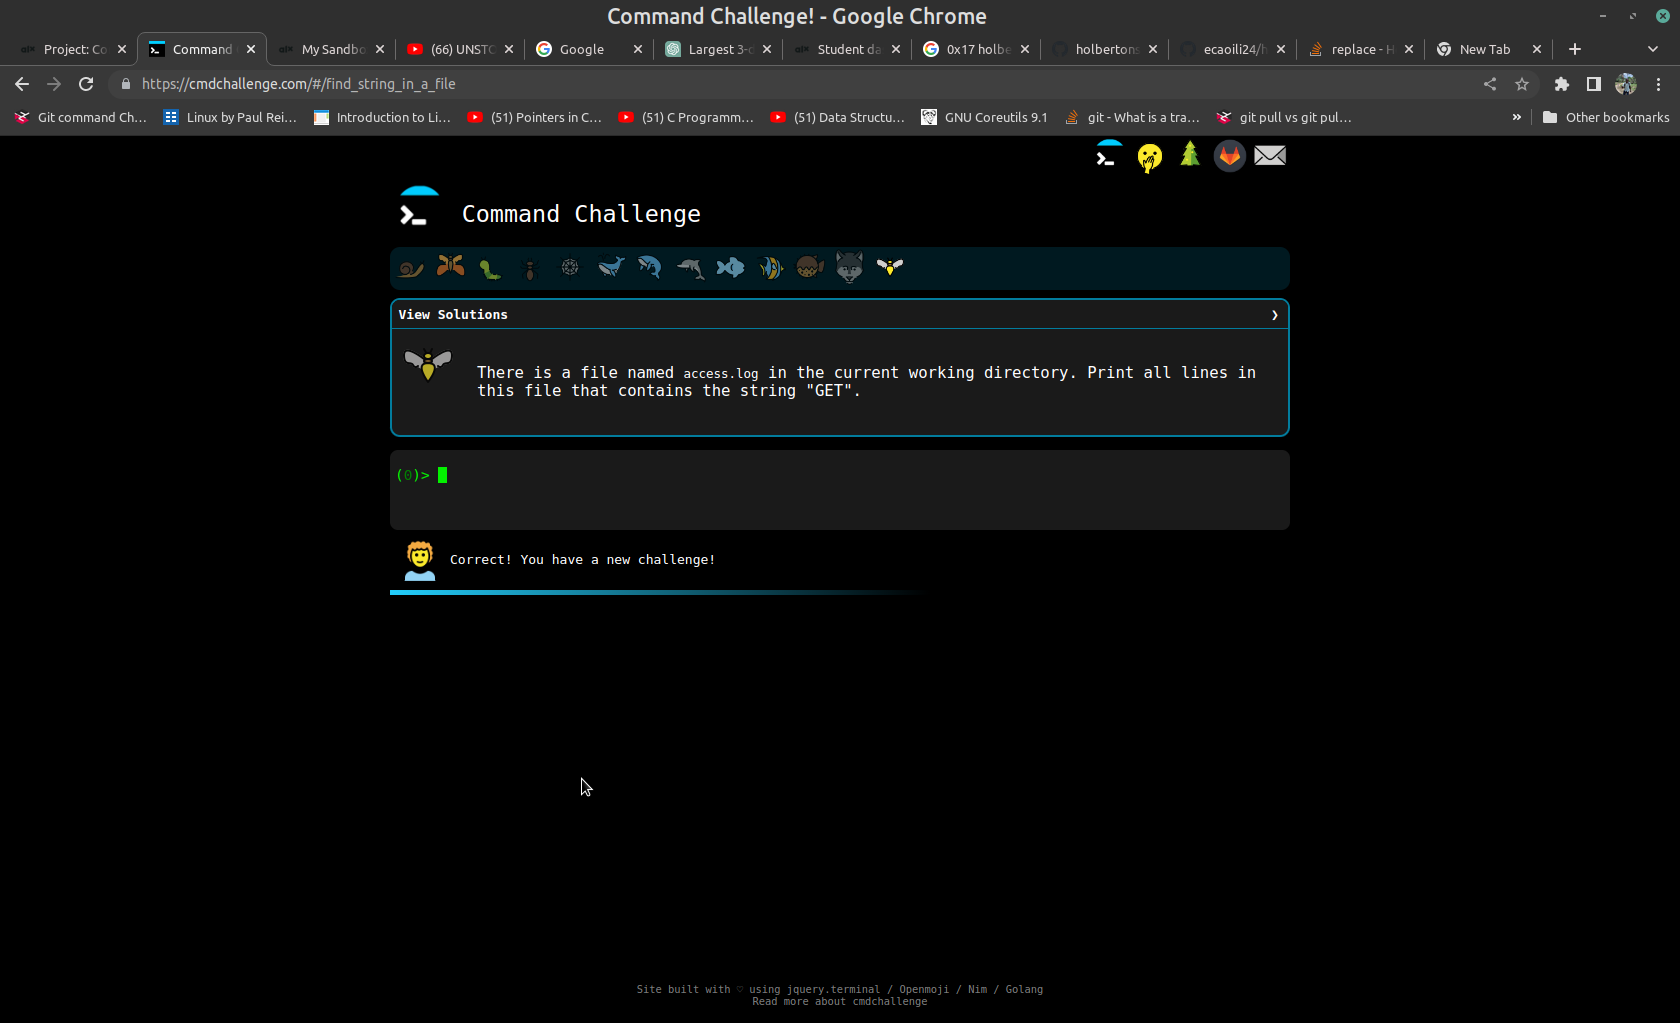 Command Challenge! - Google Chrome
Project: Co
Command
My Sandbo
(66) UNSTO
Google
Largest 3-d
Student da
0x17 holbe
holbertons
ecaoili24/h
replace - H
New Tab
https://cmdchallenge.com/#/find_string_in_a_file
Git command Ch...
Linux by Paul Rei...
Introduction to Li...
(51) Pointers in C...
(51) C Programm...
(51) Data Structu...
GNU Coreutils 9.1
git - What is a tra...
git pull vs git pul...
»
Other bookmarks
Command Challenge
View Solutions
There is a file named access.log in the current working directory. Print all lines in
this file that contains the string "GET".
(0)>
Correct! You have a new challenge!
Site built with ♡ using jquery.terminal / Openmoji / Nim / Golang
Read more about cmdchallenge